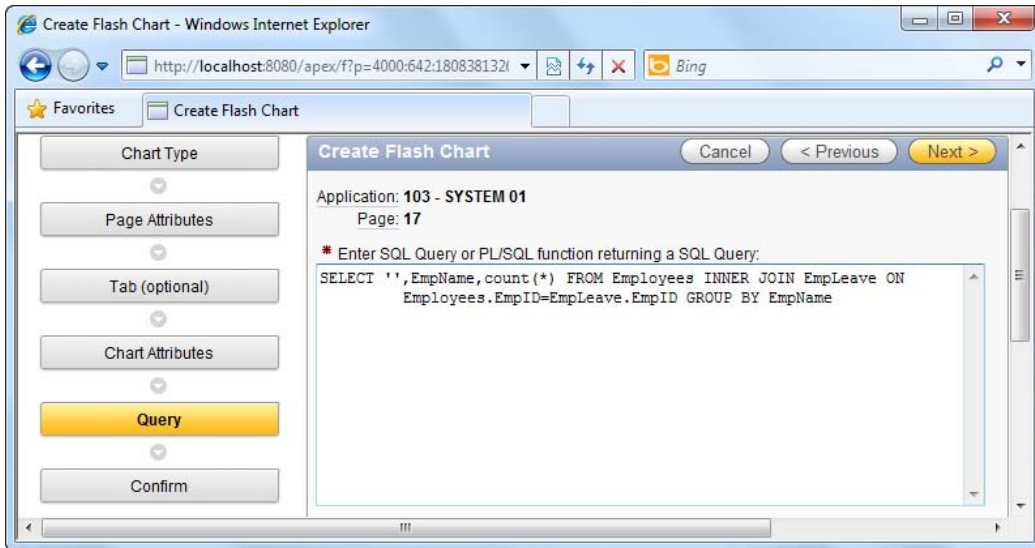 Create Flash Chart - Windows Internet Explorer
http://localhost:8080/apex/f?p=4000:642:1808381326
Bing
Favorites
Create Flash Chart
Chart Type
Page Attributes
Tab (optional)
Chart Attributes
Query
Confirm
Create Flash Chart
Cancel
< Previous
Next >
Application: 103 - SYSTEM 01
Page: 17
* Enter SQL Query or PL/SQL function returning a SQL Query:
SELECT '',EmpName,count(*) FROM Employees INNER JOIN EmpLeave ON
Employees.EmpID=EmpLeave.EmpID GROUP BY EmpName